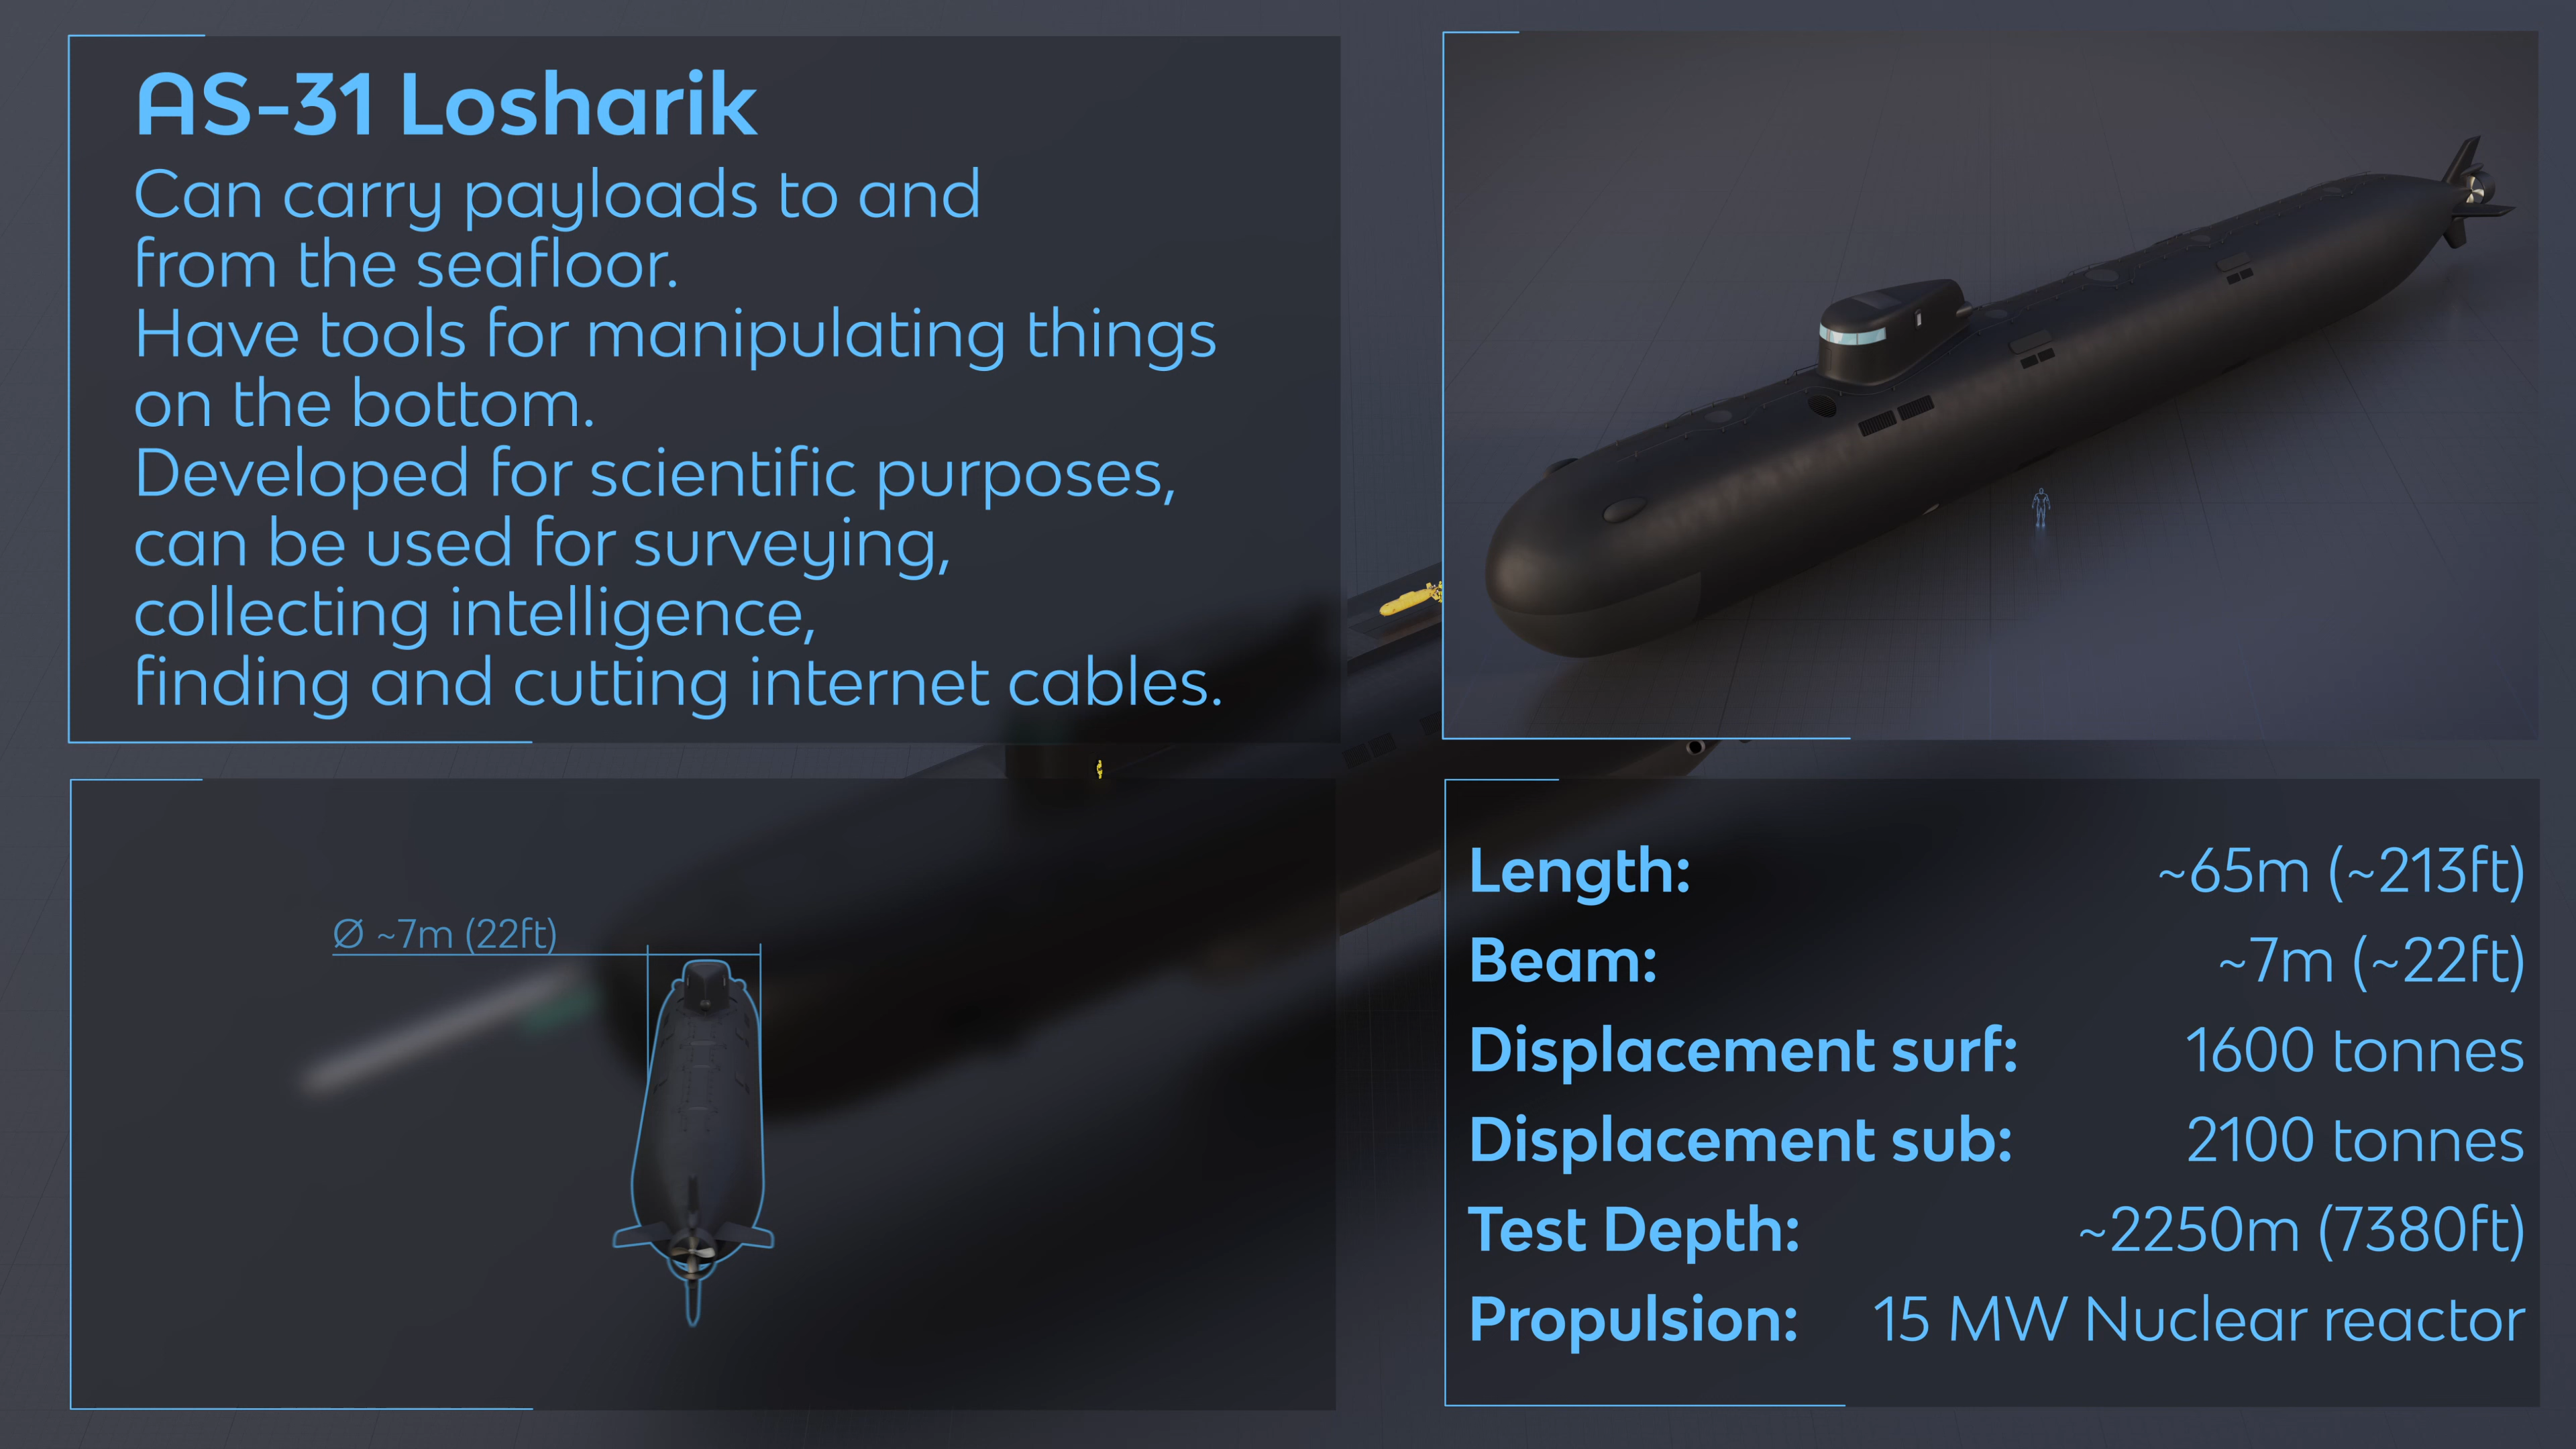 AS-31 Losharik
Can carry payloads to and
from the seafloor.
Have tools for manipulating things
on the bottom.
Developed for scientific purposes,
can be used for surveying,
collecting intelligence,
finding and cutting internet cables.
Ø ~7m (22ft)
Length: ~65m (~213ft)
Beam: ~7m (~22ft)
Displacement surf: 1600 tonnes
Displacement sub: 2100 tonnes
Test Depth: ~2250m (7380ft)
Propulsion: 15 MW Nuclear reactor